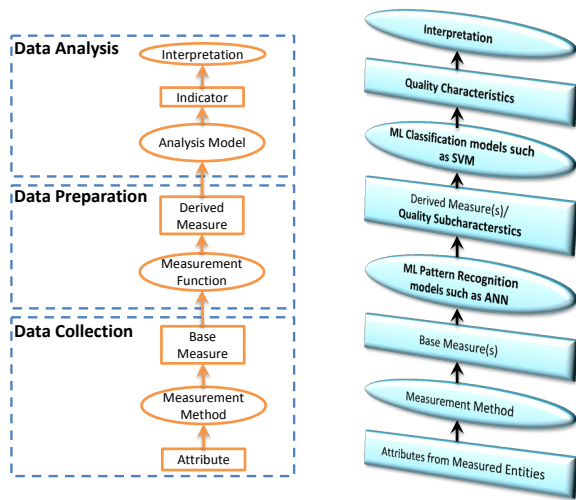 Data Analysis
Interpretation
Indicator
Analysis Model
Data Preparation
Derived
Measure
Measurement
Function
Data Collection
Base
Measure
Measurement
Method
Attribute
Interpretation
Quality Characteristics
ML Classification models such
as SVM
Derived Measure(s)/
Quality Subcharacterstics
ML Pattern Recognition
models such as ANN
Base Measure(s)
Measurement Method
Attributes from Measured Entities